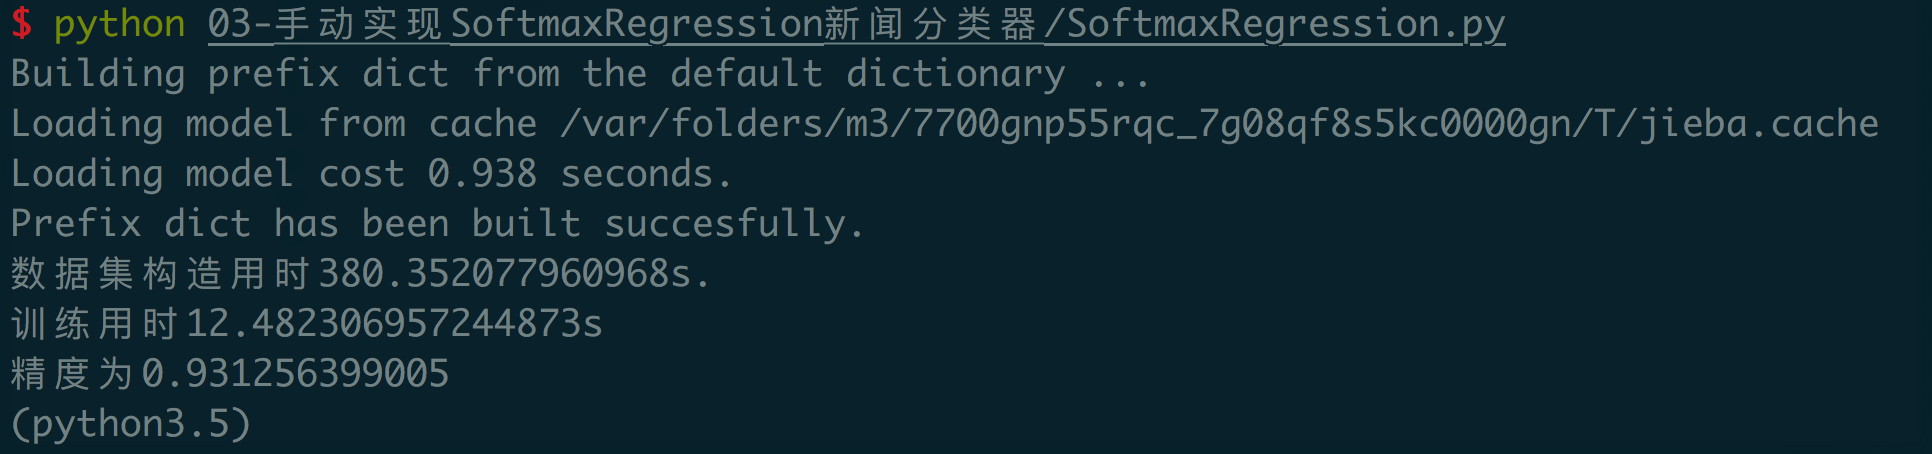 $ python 03-手动实现SoftmaxRegression新闻分类器/SoftmaxRegression.py
Building prefix dict from the default dictionary ...
Loading model from cache /var/folders/m3/7700gnp55rqc_7g08qf8s5kc0000gn/T/jieba.cache
Loading model cost 0.938 seconds.
Prefix dict has been built succesfully.
数据集构造用时380.352077960968s.
训练用时12.482306957244873s
精度为0.931256399005
(python3.5)